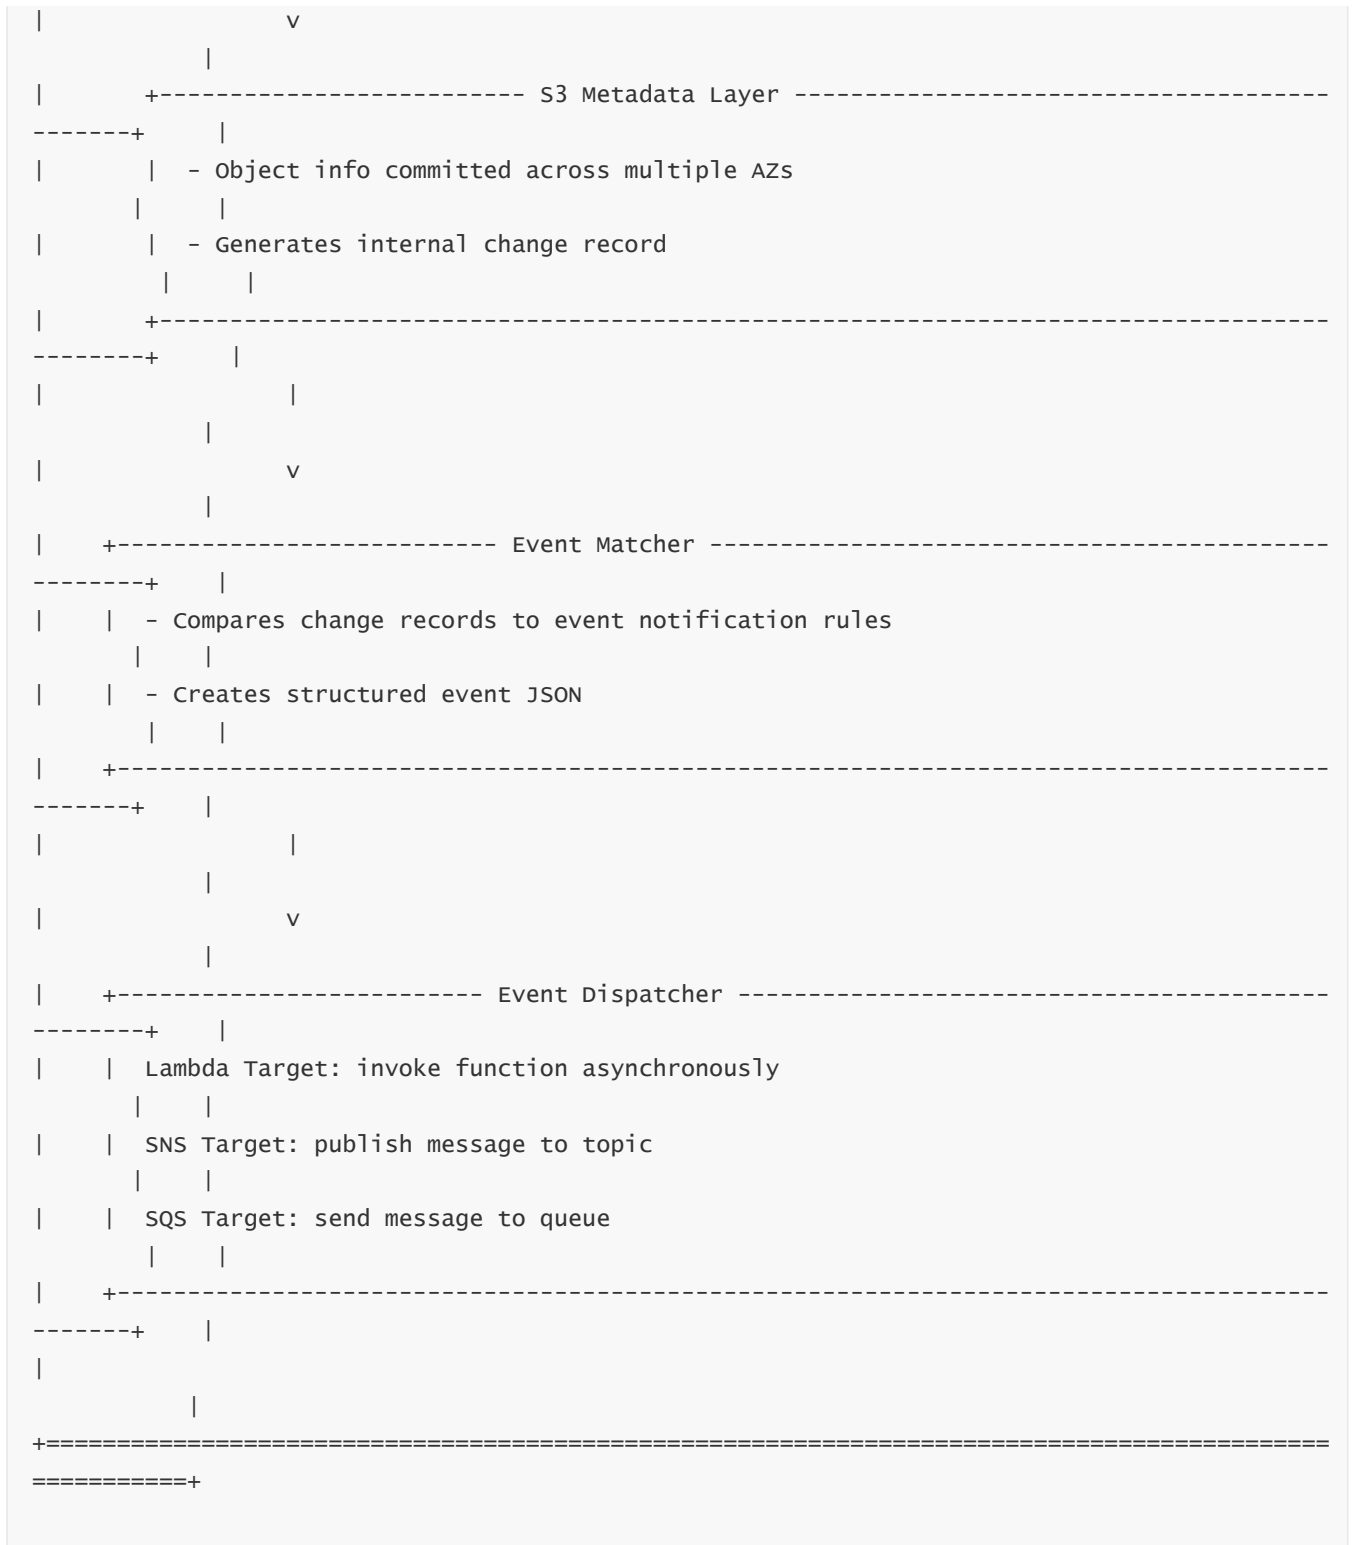 |                 v
            |
|       +-------------------------- S3 Metadata Layer --------------------------------------
-------+     |
|       |  - Object info committed across multiple AZs
       |     |
|       |  - Generates internal change record
         |     |
|       +-----------------------------------------------------------------------------------
--------+     |
|                 |
            |
|                 v
            |
|    +--------------------------- Event Matcher --------------------------------------------
--------+    |
|    |  - Compares change records to event notification rules
       |    |
|    |  - Creates structured event JSON
        |    |
|    +--------------------------------------------------------------------------------------
-------+    |
|                 |
            |
|                 v
            |
|    +-------------------------- Event Dispatcher ------------------------------------------
--------+    |
|    |  Lambda Target: invoke function asynchronously
       |    |
|    |  SNS Target: publish message to topic
       |    |
|    |  SQS Target: send message to queue
        |    |
|    +--------------------------------------------------------------------------------------
-------+    |
|
           |
+===========================================================================================
===========+